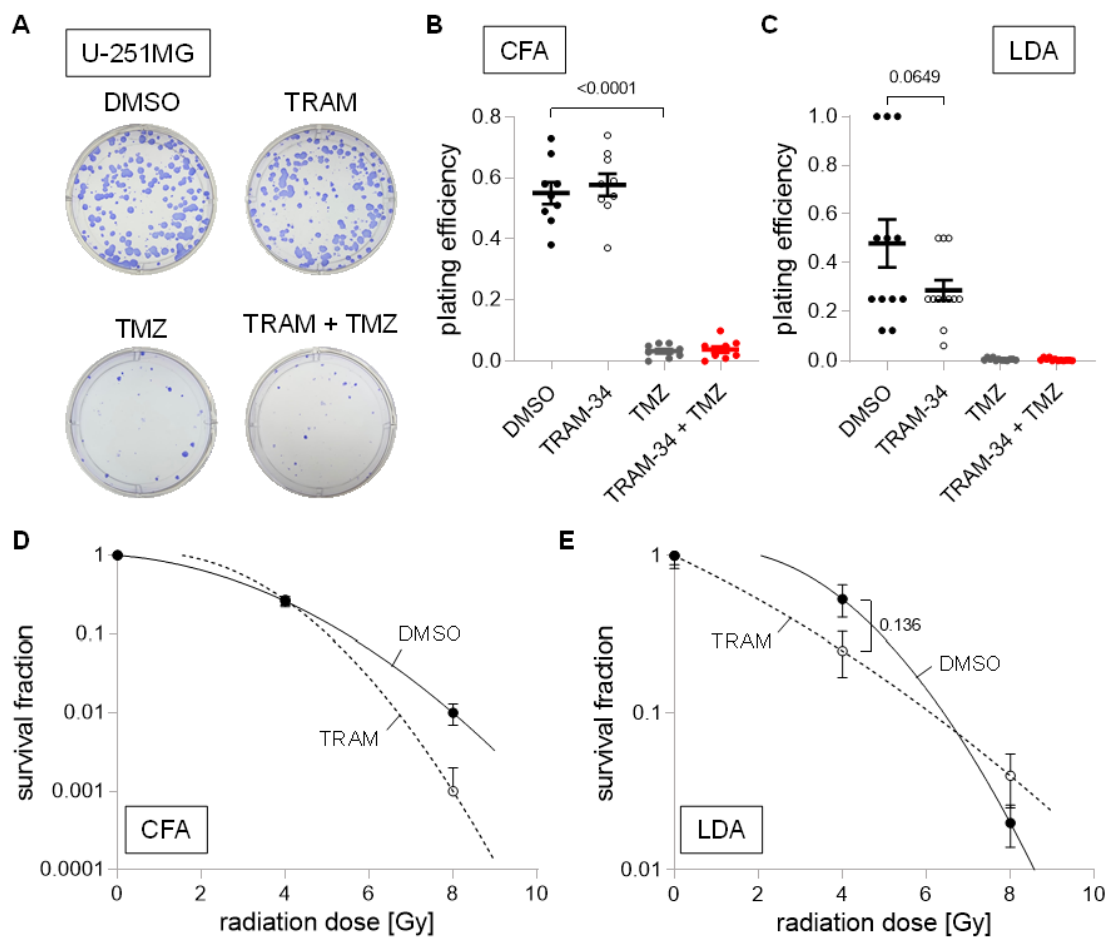 A
U-251MG
DMSO
TRAM
TMZ
TRAM + TMZ
B
CFA
<0.0001
plating efficiency
0.8
0.6
0.4
0.2
0.0
DMSO
TRAM-34
TMZ
TRAM-34 + TMZ
C
LDA
0.0649
plating efficiency
1.0
0.8
0.6
0.4
0.2
0.0
DMSO
TRAM-34
TMZ
TRAM-34 + TMZ
D
survival fraction
1
0.1
0.01
0.001
0.0001
DMSO
TRAM
CFA
0
2
4
6
8
10
radiation dose [Gy]
E
survival fraction
1
0.1
0.01
TRAM
0.136
DMSO
LDA
0
2
4
6
8
10
radiation dose [Gy]